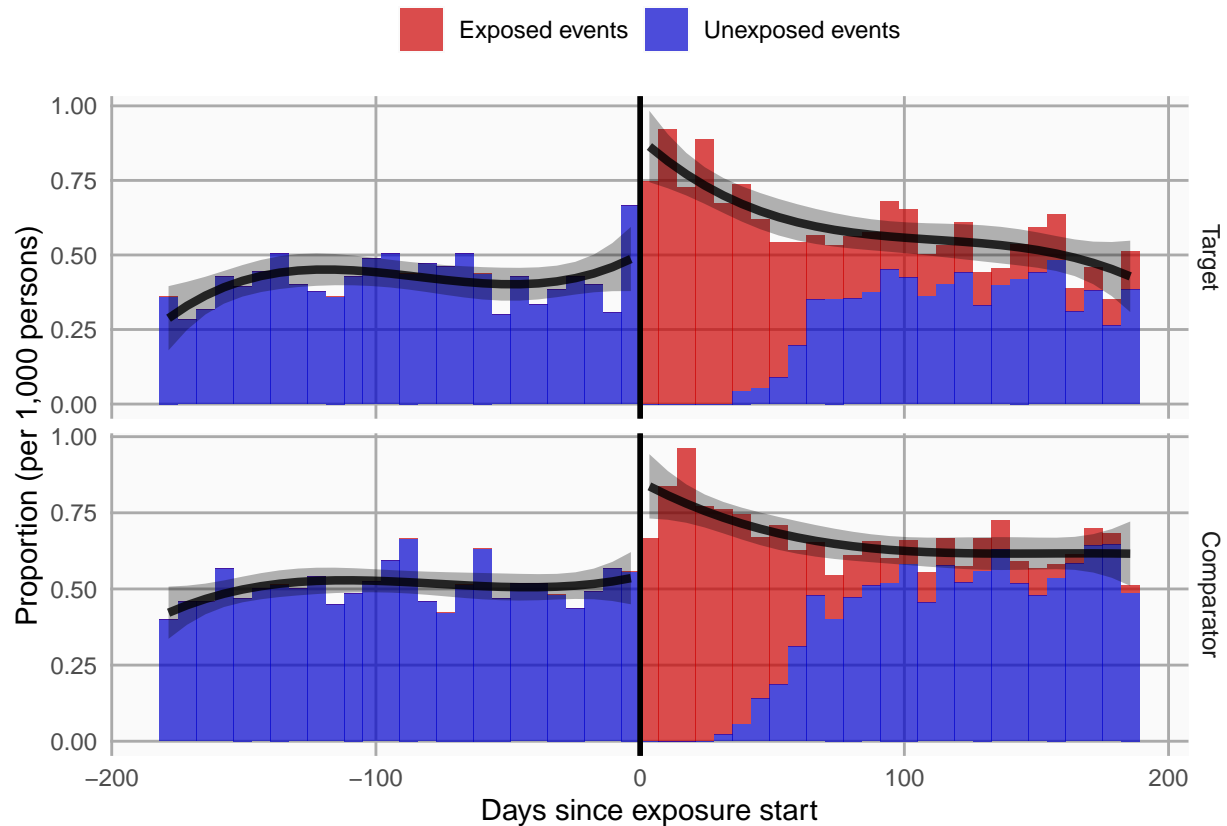 Exposed events
Unexposed events
Proportion (per 1,000 persons)
1.00
0.75
0.50
0.25
0.00
Target
1.00
0.75
0.50
0.25
0.00
Comparator
−200
−100
0
100
200
Days since exposure start